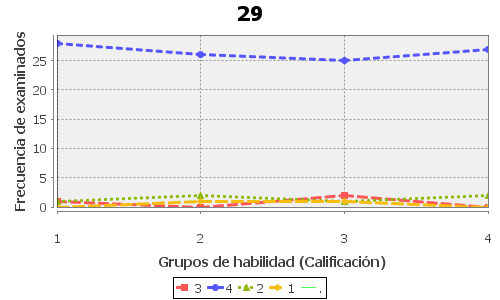 29
Frecuencia de examinados
25
20
15
10
5
0
1 2 3 4
Grupos de habilidad (Calificación)
3 4 2 1 .